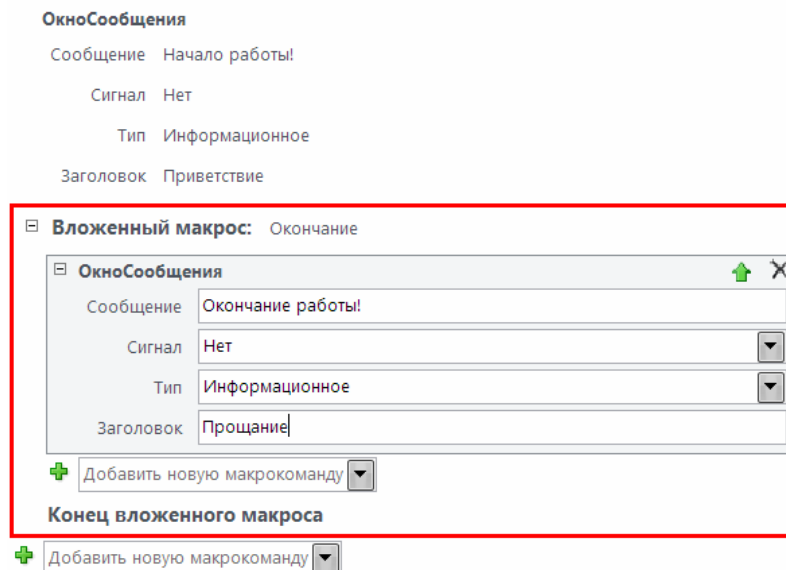 ОкноСообщения
Сообщение Начало работы!
Сигнал Нет
Тип Информационное
Заголовок Приветствие
Вложенный макрос: Окончание
ОкноСообщения
Сообщение Окончание работы!
Сигнал Нет
Тип Информационное
Заголовок Прощание
Добавить новую макрокоманду
Конец вложенного макроса
Добавить новую макрокоманду